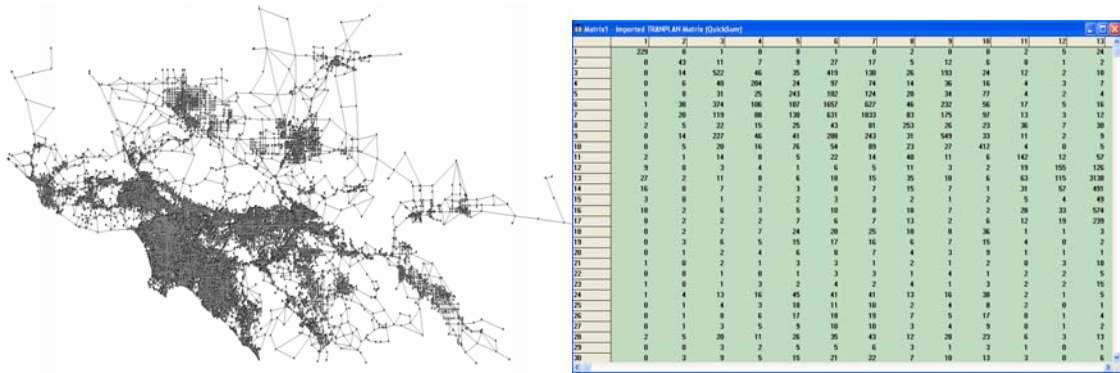 Matrix1 - Imported TRANPLAN Matrix (QuickSum)
1 2 3 4 5 6 7 8 9 10 11 12 13
1 229 0 1 0 0 1 0 2 0 0 2 5 24
2 0 43 11 7 9 27 17 5 12 6 0 1 2
3 0 14 522 46 35 419 138 26 193 24 12 2 10
4 0 6 40 204 24 97 74 14 36 16 4 3 7
5 0 8 31 25 243 102 124 28 34 77 4 2 4
6 1 30 374 106 107 1657 627 46 232 56 17 5 16
7 0 20 119 88 130 631 1033 83 175 97 13 3 12
8 2 5 22 15 25 43 81 253 26 23 36 7 30
9 0 14 227 46 41 208 243 31 549 33 11 2 9
10 0 5 20 16 76 54 89 23 27 412 4 0 5
11 2 1 14 8 5 22 14 40 11 6 142 12 57
12 9 0 3 4 1 6 5 11 3 2 19 155 126
13 27 2 11 8 6 18 15 35 10 6 63 115 3130
14 16 0 7 2 3 8 7 15 7 1 31 57 491
15 3 0 1 1 2 3 3 2 1 2 5 4 49
16 18 2 6 3 5 10 8 18 7 2 28 33 574
17 8 2 2 2 7 6 7 13 2 6 12 19 239
18 0 2 7 7 24 20 25 10 8 36 1 1 3
19 0 3 6 5 15 17 16 6 7 15 4 0 2
20 0 1 2 4 6 8 7 4 3 9 1 1 1
21 1 0 2 1 3 3 1 2 1 2 0 3 10
22 0 0 1 0 1 3 3 1 4 1 2 2 5
23 1 0 1 3 2 4 2 4 1 3 2 2 15
24 1 4 13 16 45 41 41 13 16 38 2 1 5
25 0 1 4 3 10 11 10 2 4 8 2 0 1
26 0 1 8 6 17 18 19 7 5 17 0 1 4
27 0 1 3 5 9 10 10 3 4 9 0 1 2
28 2 5 20 11 26 35 43 12 20 23 6 3 13
29 0 0 3 2 5 5 6 3 1 3 1 0 1
30 0 3 9 5 15 21 22 7 10 13 3 0 6